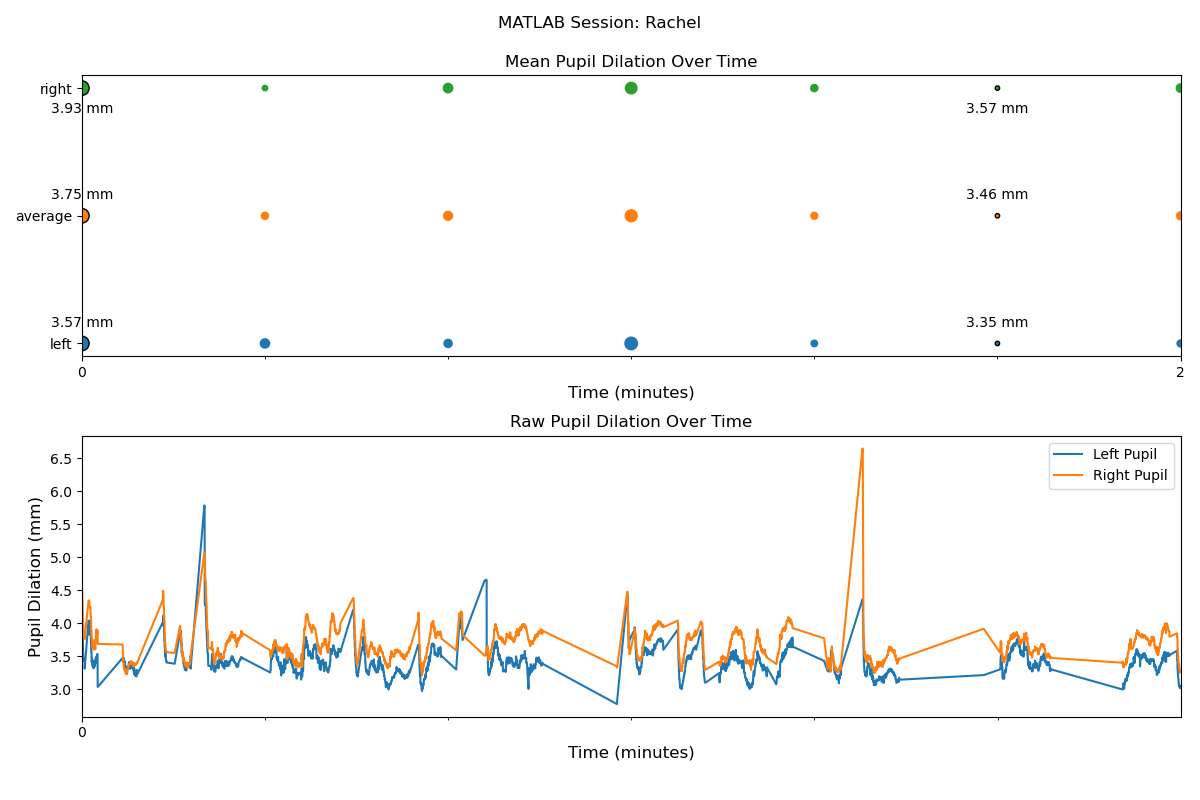 MATLAB Session: Rachel
Mean Pupil Dilation Over Time
right
3.93 mm
3.57 mm
3.75 mm
3.46 mm
average
3.57 mm
3.35 mm
left
0
2
Time (minutes)
Raw Pupil Dilation Over Time
Left Pupil
Right Pupil
6.5
6.0
5.5
5.0
4.5
4.0
3.5
3.0
Pupil Dilation (mm)
0
Time (minutes)